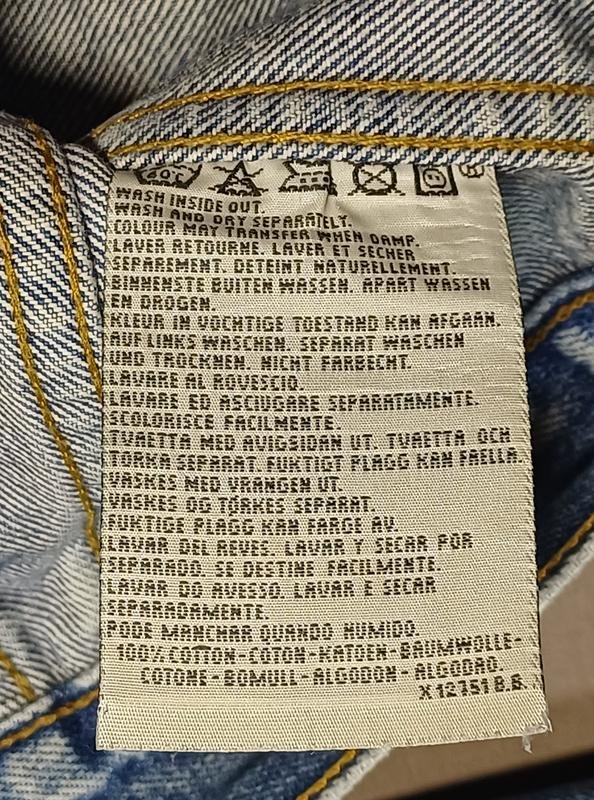 40°
WASH INSIDE OUT
WASH AND DRY SEPARATELY.
COLOUR MAY TRANSFER WHEN DAMP.
LAVER RETOURNE. LAVER ET SECHER
SEPAREMENT. DETEINT NATURELLEMENT.
BINNENSTE BUITEN WASSEN. APART WASSEN
EN DROGEN.
KLEUR IN VOCHTIGE TOESTAND KAN AFGAAN.
AUF LINKS WASCHEN. SEPARAT WASCHEN
UND TROCKNEN. NICHT FARBECHT.
LAVARE AL ROVESCIO.
LAVARE ED ASCIUGARE SEPARATAMENTE.
SCOLORISCE FACILMENTE.
TVAETTA MED AVIGSIDAN UT. TVAETTA OCH
TORKA SEPARAT. FUKTIGT PLAGG KAN FAELLA.
VASKES MED VRANGEN UT.
VASKES OG TØRKES SEPARAT.
FUKTIGE PLAGG KAN FARGE AV.
LAVAR DEL REVES. LAVAR Y SECAR POR
SEPARADO. SE DESTINE FACILMENTE.
LAVAR DO AVESSO. LAVAR E SECAR
SEPARADAMENTE.
PODE MANCHAR QUANDO HUMIDO.
100% COTTON-COTON-KATOEN-BAUMWOLLE-
COTONE-BOMULL-ALGODON-ALGODAO.
X 12751 B.B.